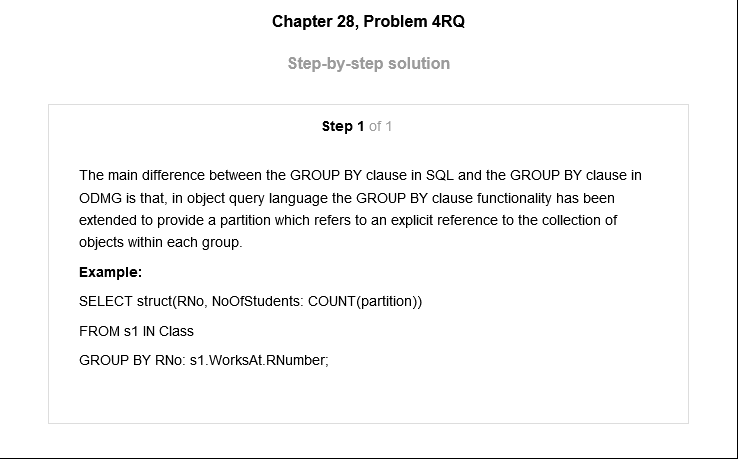 Chapter 28, Problem 4RQ
Step-by-step solution
Step 1 of 1
The main difference between the GROUP BY clause in SQL and the GROUP BY clause in
ODMG is that, in object query language the GROUP BY clause functionality has been
extended to provide a partition which refers to an explicit reference to the collection of
objects within each group.
Example:
SELECT struct(RNo, NoOfStudents: COUNT(partition))
FROM s1 IN Class
GROUP BY RNo: s1.WorksAt.RNumber;